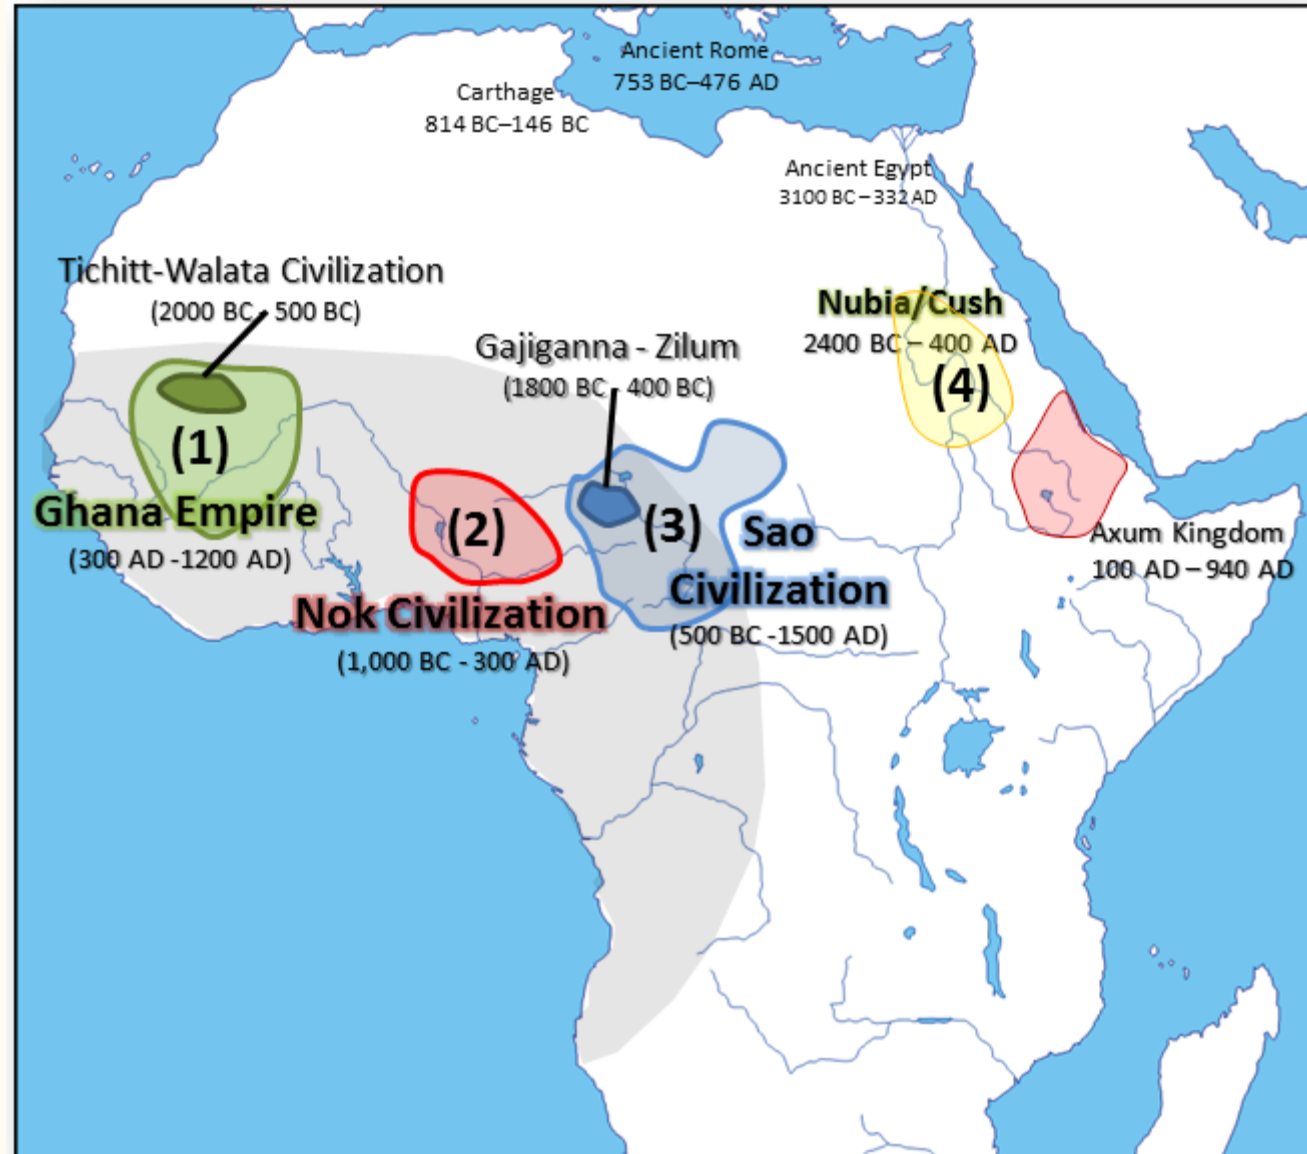 Ancient Rome
753 BC–476 AD
Carthage
814 BC–146 BC
Ancient Egypt
3100 BC – 332 AD
Tichitt-Walata Civilization
(2000 BC - 500 BC)
Nubia/Cush
2400 BC – 400 AD
(4)
Gajiganna - Zilum
(1800 BC - 400 BC)
(1)
Ghana Empire
(300 AD -1200 AD)
(2)
Nok Civilization
(1,000 BC - 300 AD)
(3)
Sao
Civilization
(500 BC -1500 AD)
Axum Kingdom
100 AD – 940 AD